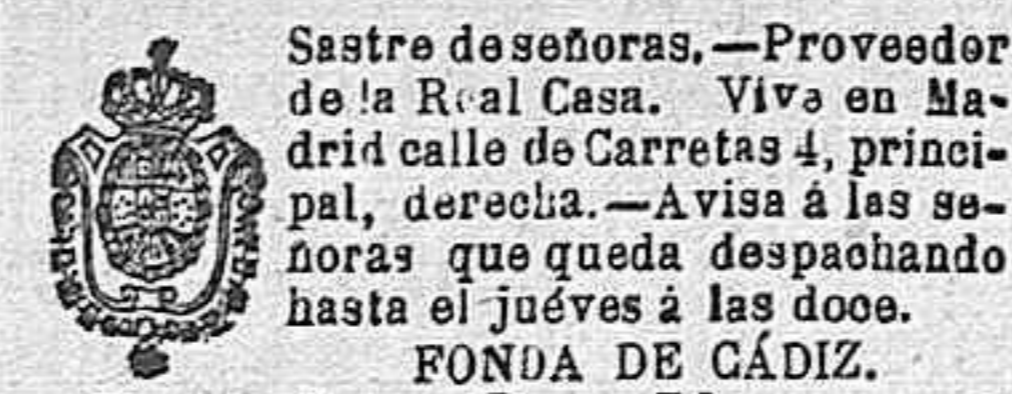 Sastre de señoras.—Proveedor
de la Real Casa. Vive en Ma-
drid calle de Carretas 4, princi-
pal, derecha.—Avisa á las se-
ñoras que queda despachando
hasta el juéves á las doce.
FONDA DE CÁDIZ.